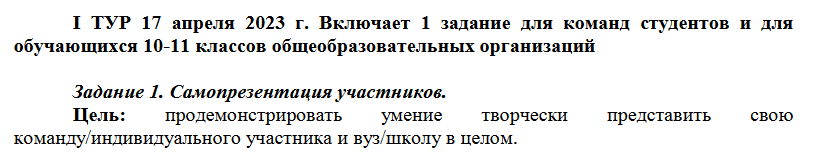 I ТУР 17 апреля 2023 г. Включает 1 задание для команд студентов и для
обучающихся 10-11 классов общеобразовательных организаций
Задание 1. Самопрезентация участников.
Цель: продемонстрировать умение творчески представить свою
команду/индивидуального участника и вуз/школу в целом.